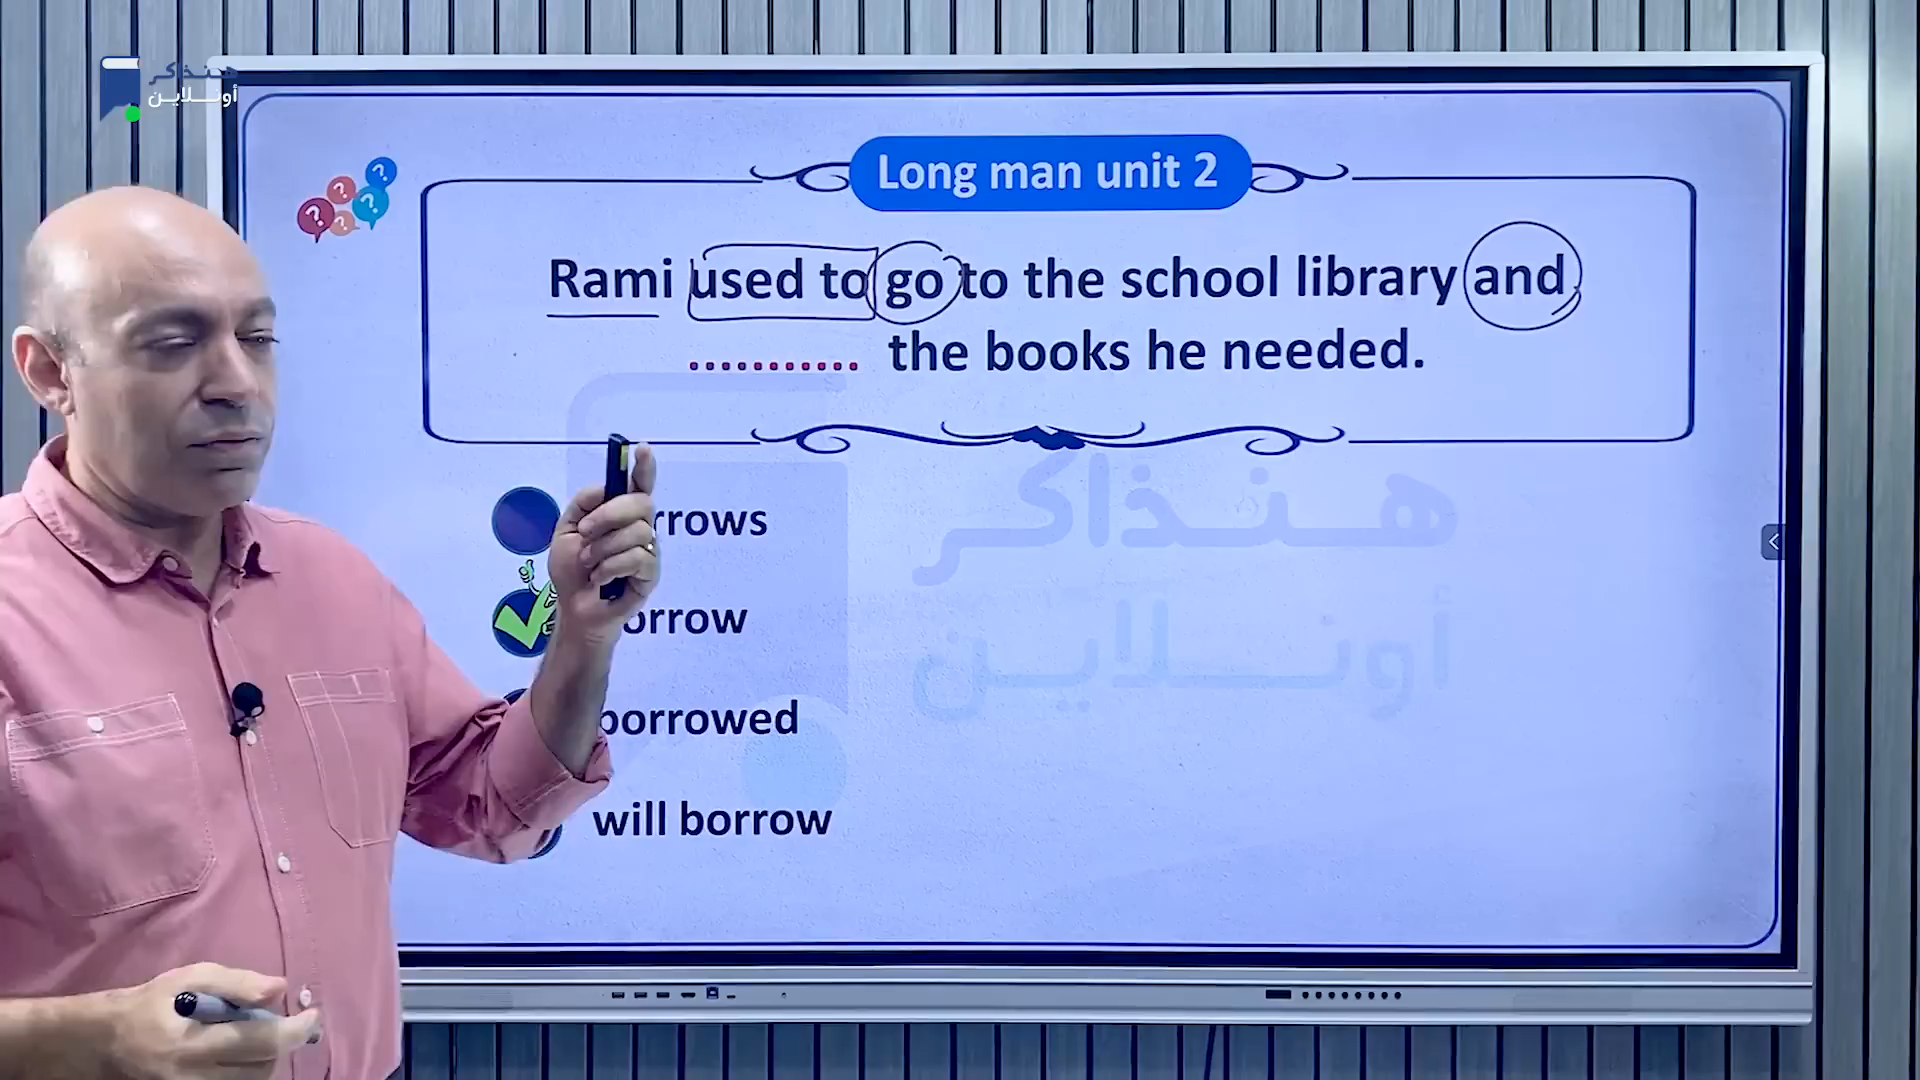 هنذاكر
أونلاين
Long man unit 2
Rami used to go to the school library and
........... the books he needed.
rrows
orrow
borrowed
will borrow
هنذاكر
أونلاين